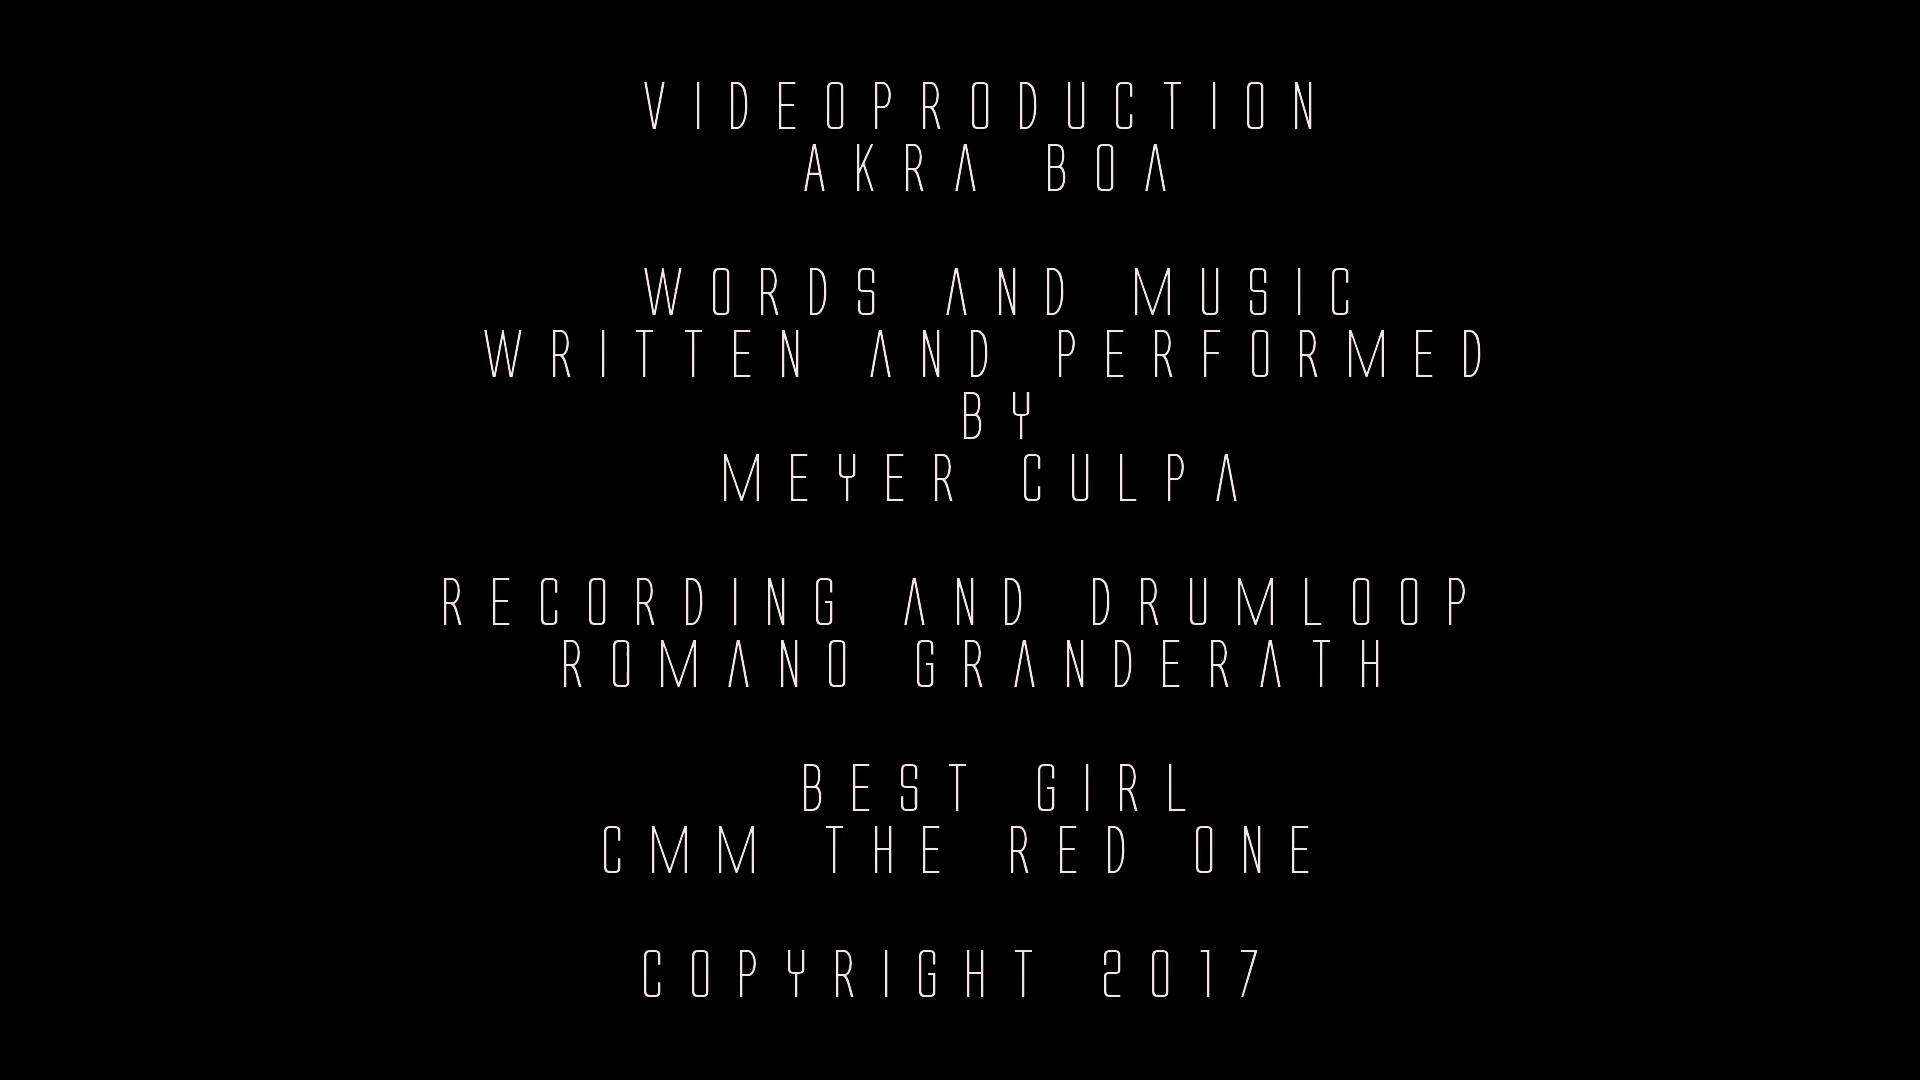 VIDEOPRODUCTION
AKRA BOA
WORDS AND MUSIC
WRITTEN AND PERFORMED
BY
MEYER CULPA
RECORDING AND DRUMLOOP
ROMANO GRANDERATH
BEST GIRL
CMM THE RED ONE
COPYRIGHT 2017